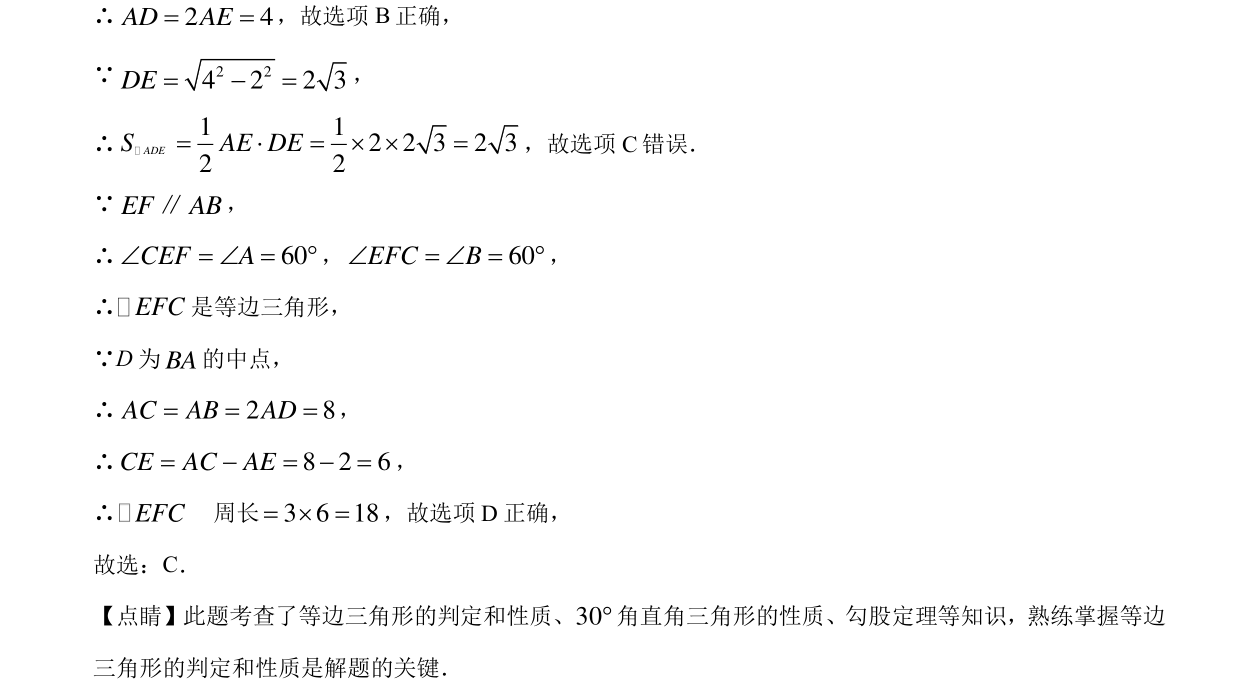 ∴ AD = 2AE = 4，故选项 B 正确，
∵ DE = √(4² − 2²) = 2√3，
∴ S□ADE = 1/2 AE · DE = 1/2 × 2 × 2√3 = 2√3，故选项 C 错误．
∵ EF ∥ AB，
∴ ∠CEF = ∠A = 60°，∠EFC = ∠B = 60°，
∴ □EFC 是等边三角形，
∵D 为 BA 的中点，
∴ AC = AB = 2AD = 8，
∴ CE = AC − AE = 8 − 2 = 6，
∴ □EFC 周长 = 3×6 = 18，故选项 D 正确，
故选：C．
【点睛】此题考查了等边三角形的判定和性质、30° 角直角三角形的性质、勾股定理等知识，熟练掌握等边
三角形的判定和性质是解题的关键．